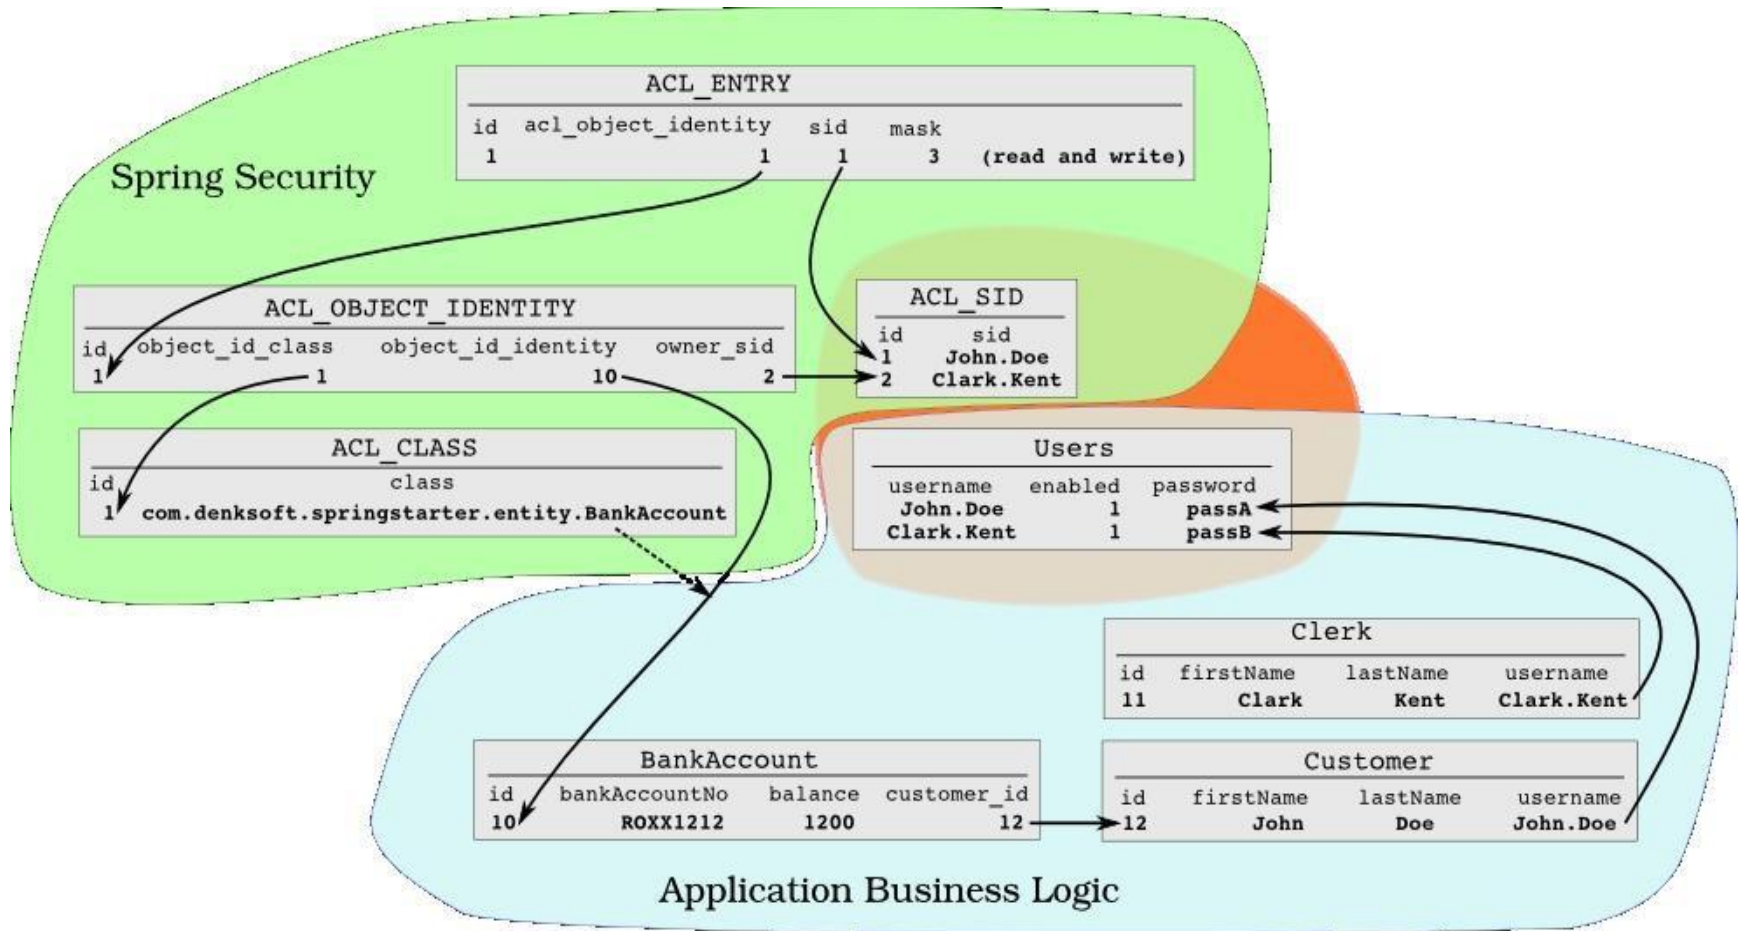 ACL_ENTRY
id acl_object_identity sid mask
1 1 1 3 (read and write)
Spring Security
ACL_OBJECT_IDENTITY
id object_id_class object_id_identity owner_sid
1 1 10 2
ACL_SID
id sid
1 John.Doe
2 Clark.Kent
ACL_CLASS
id class
1 com.denksoft.springstarter.entity.BankAccount
Users
username enabled password
John.Doe 1 passA
Clark.Kent 1 passB
Clerk
id firstName lastName username
11 Clark Kent Clark.Kent
BankAccount
id bankAccountNo balance customer_id
10 ROXX1212 1200 12
Customer
id firstName lastName username
12 John Doe John.Doe
Application Business Logic